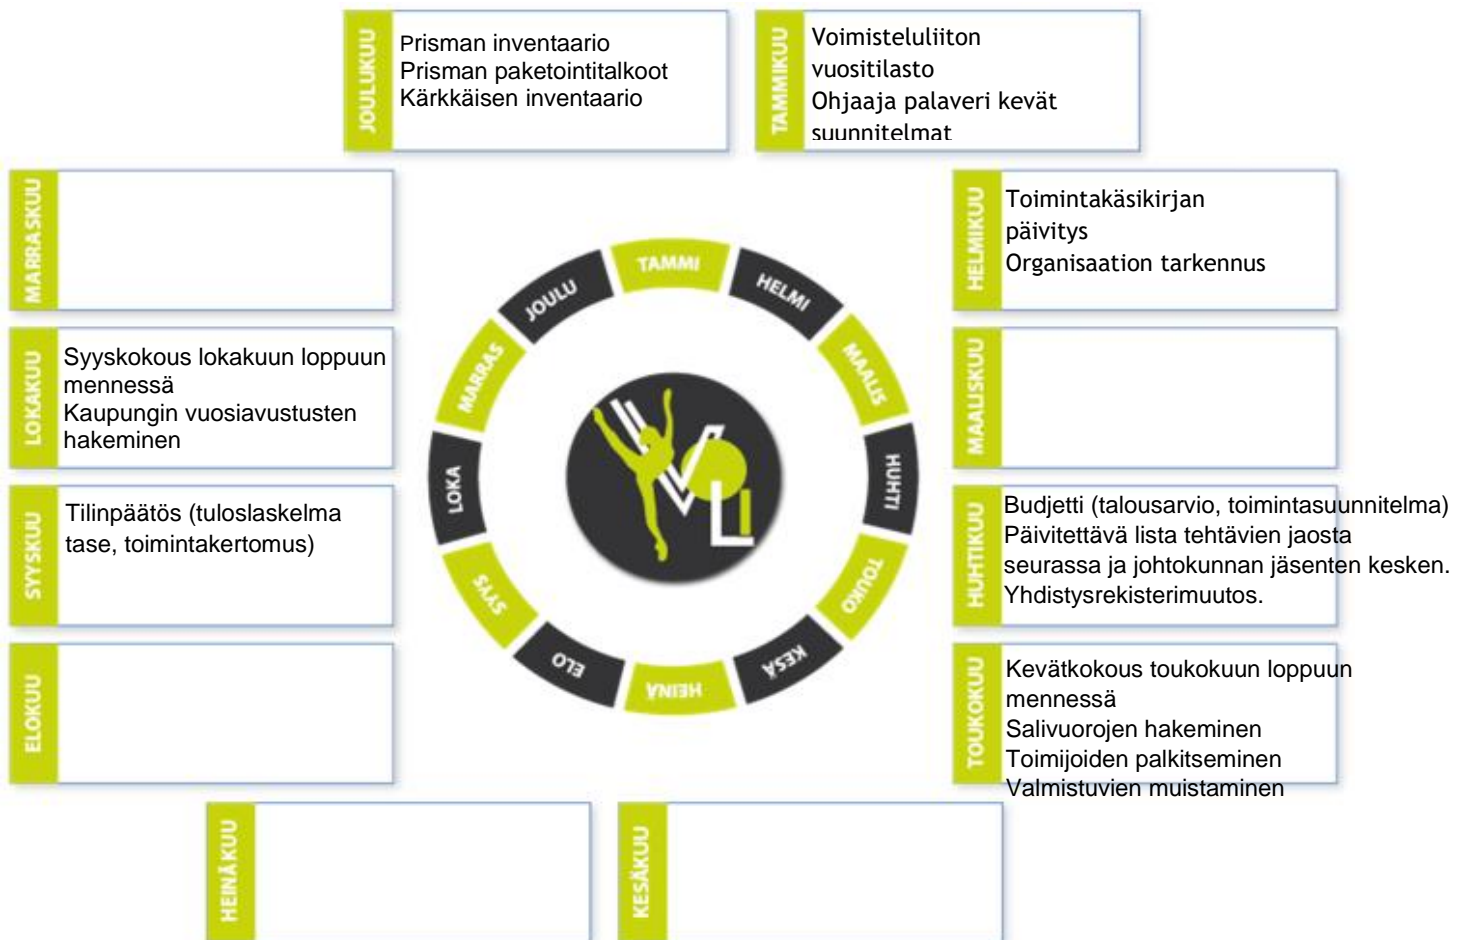 JOULUKUU
Prisman inventaario
Prisman paketointitalkoot
Kärkkäisen inventaario
TAMMIKUU
Voimisteluliiton
vuositilasto
Ohjaaja palaveri kevät
suunnitelmat
MARRASKUU
HELMIKUU
Toimintakäsikirjan
päivitys
Organisaation tarkennus
LOKAKUU
Syyskokous lokakuun loppuun
mennessä
Kaupungin vuosiavustusten
hakeminen
MAALISKUU
SYYSKUU
Tilinpäätös (tuloslaskelma
tase, toimintakertomus)
HUHTIKUU
Budjetti (talousarvio, toimintasuunnitelma)
Päivitettävä lista tehtävien jaosta
seurassa ja johtokunnan jäsenten kesken.
Yhdistysrekisterimuutos.
ELOKUU
TOUKOKUU
Kevätkokous toukokuun loppuun
mennessä
Salivuorojen hakeminen
Toimijoiden palkitseminen
Valmistuvien muistaminen
HEINÄKUU
KESÄKUU
TAMMI
HELMI
MAALIS
HUHTI
TOUKO
KESÄ
HEINÄ
ELO
SYYS
LOKA
MARRAS
JOULU
VOLI